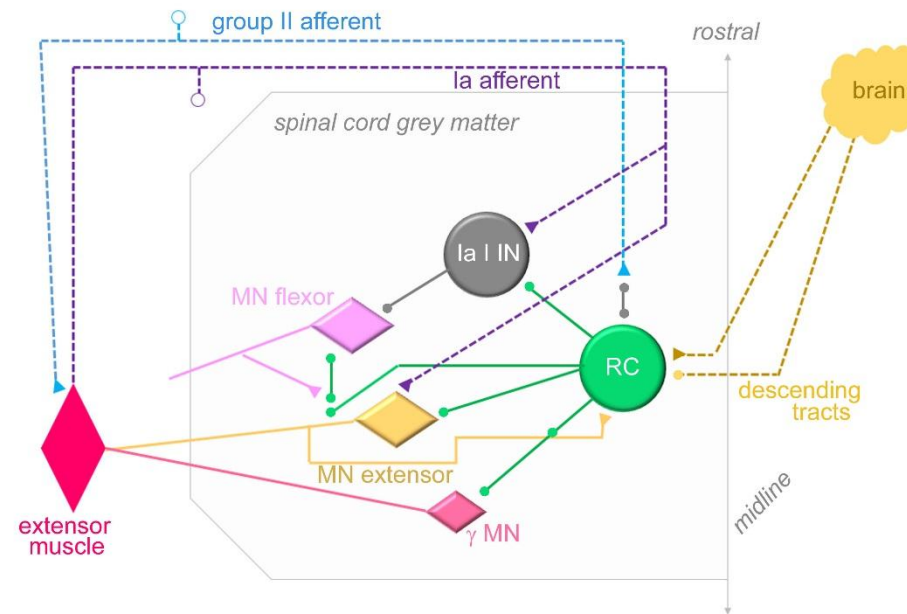 group II afferent
rostral
Ia afferent
brain
spinal cord grey matter
Ia I IN
MN flexor
RC
descending
tracts
MN extensor
midline
extensor
muscle
γ MN